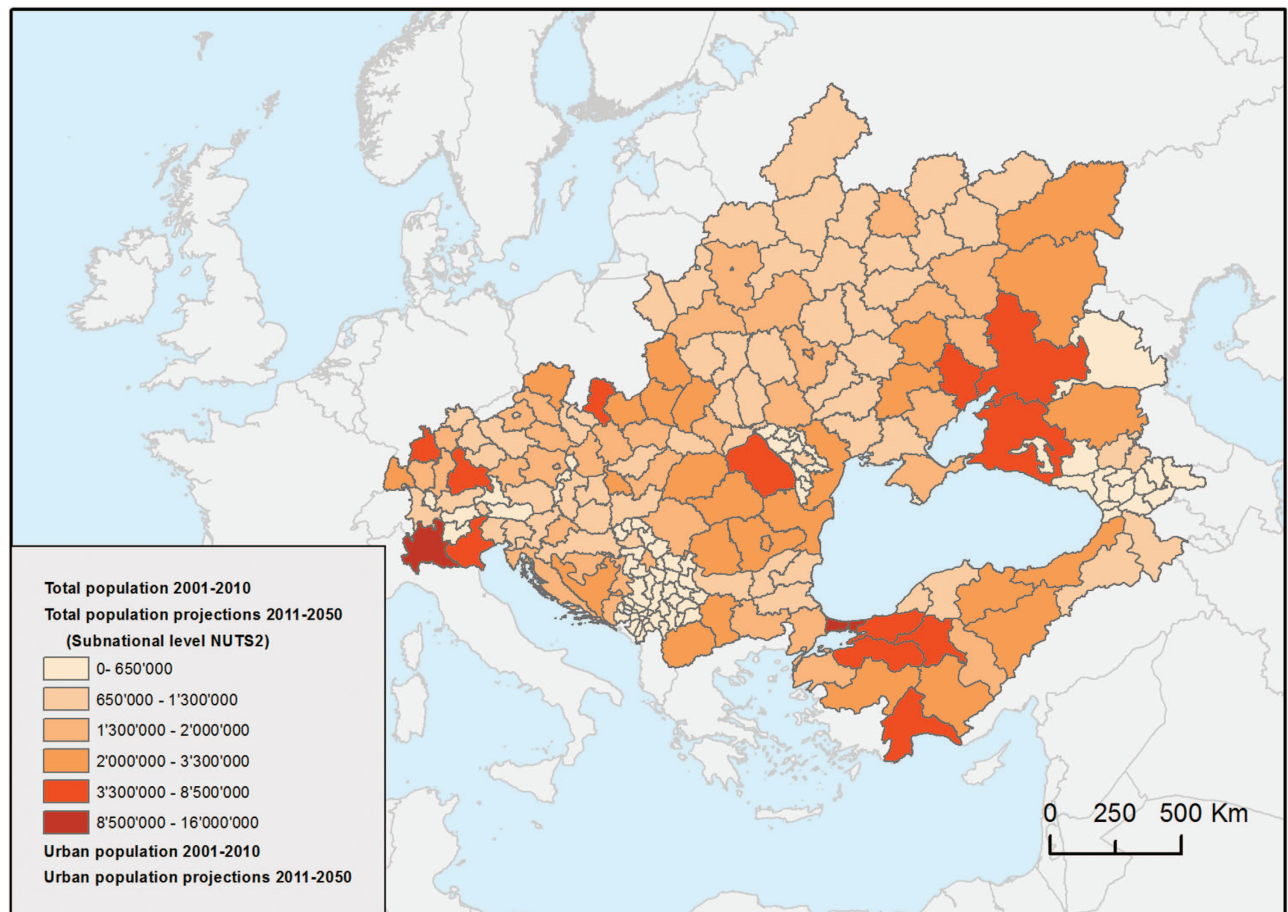 Total population 2001-2010
Total population projections 2011-2050
(Subnational level NUTS2)
0- 650'000
650'000 - 1'300'000
1'300'000 - 2'000'000
2'000'000 - 3'300'000
3'300'000 - 8'500'000
8'500'000 - 16'000'000
Urban population 2001-2010
Urban population projections 2011-2050
0 250 500 Km